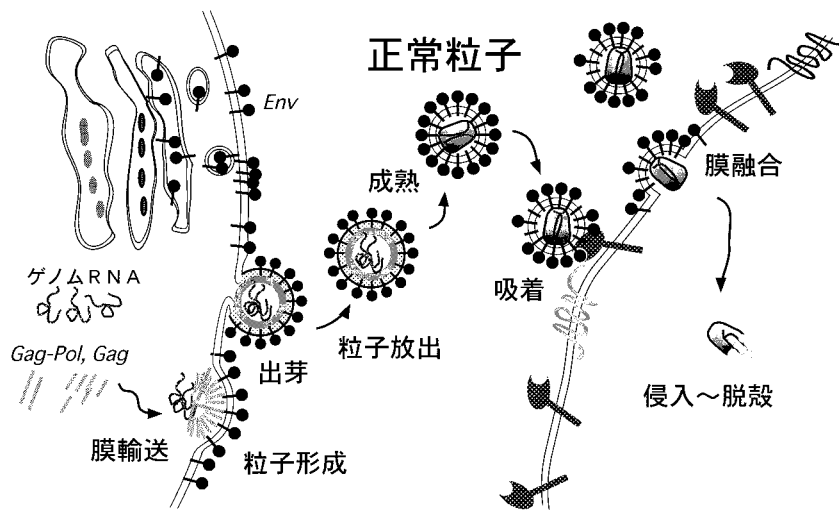 正常粒子
Env
成熟
膜融合
ゲノムRNA
吸着
Gag-Pol, Gag
粒子放出
出芽
侵入～脱殻
膜輸送
粒子形成